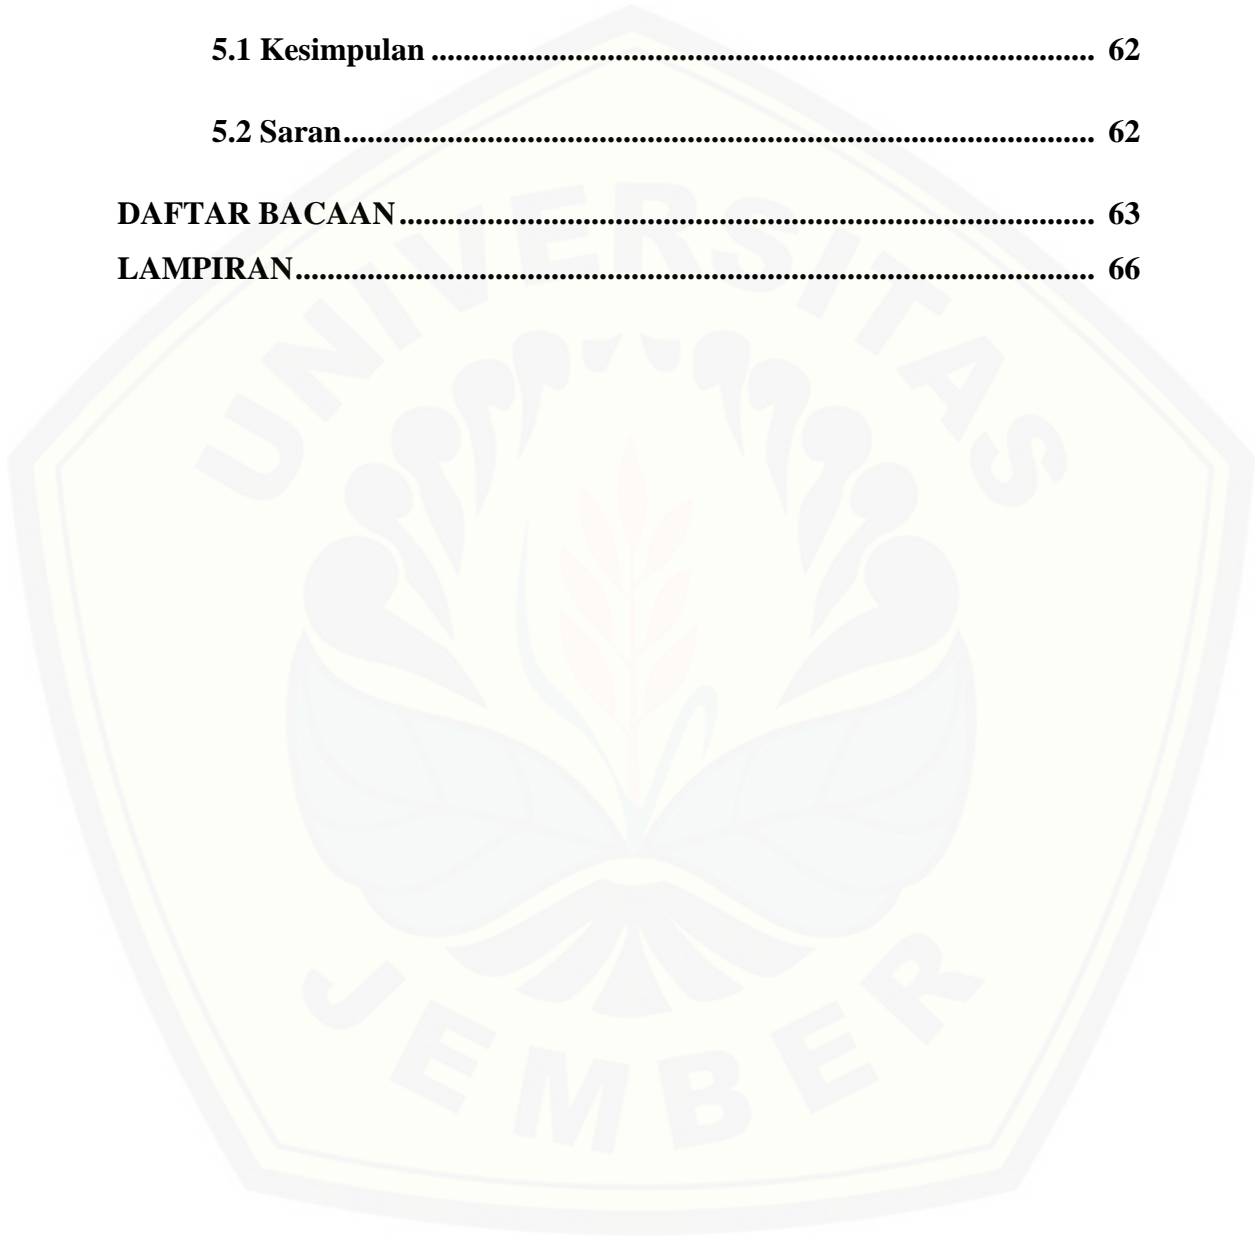 5.1 Kesimpulan ................................................................................... 62
5.2 Saran.............................................................................................. 62
DAFTAR BACAAN....................................................................................... 63
LAMPIRAN.................................................................................................... 66
UNIVERSITAS
JEMBER